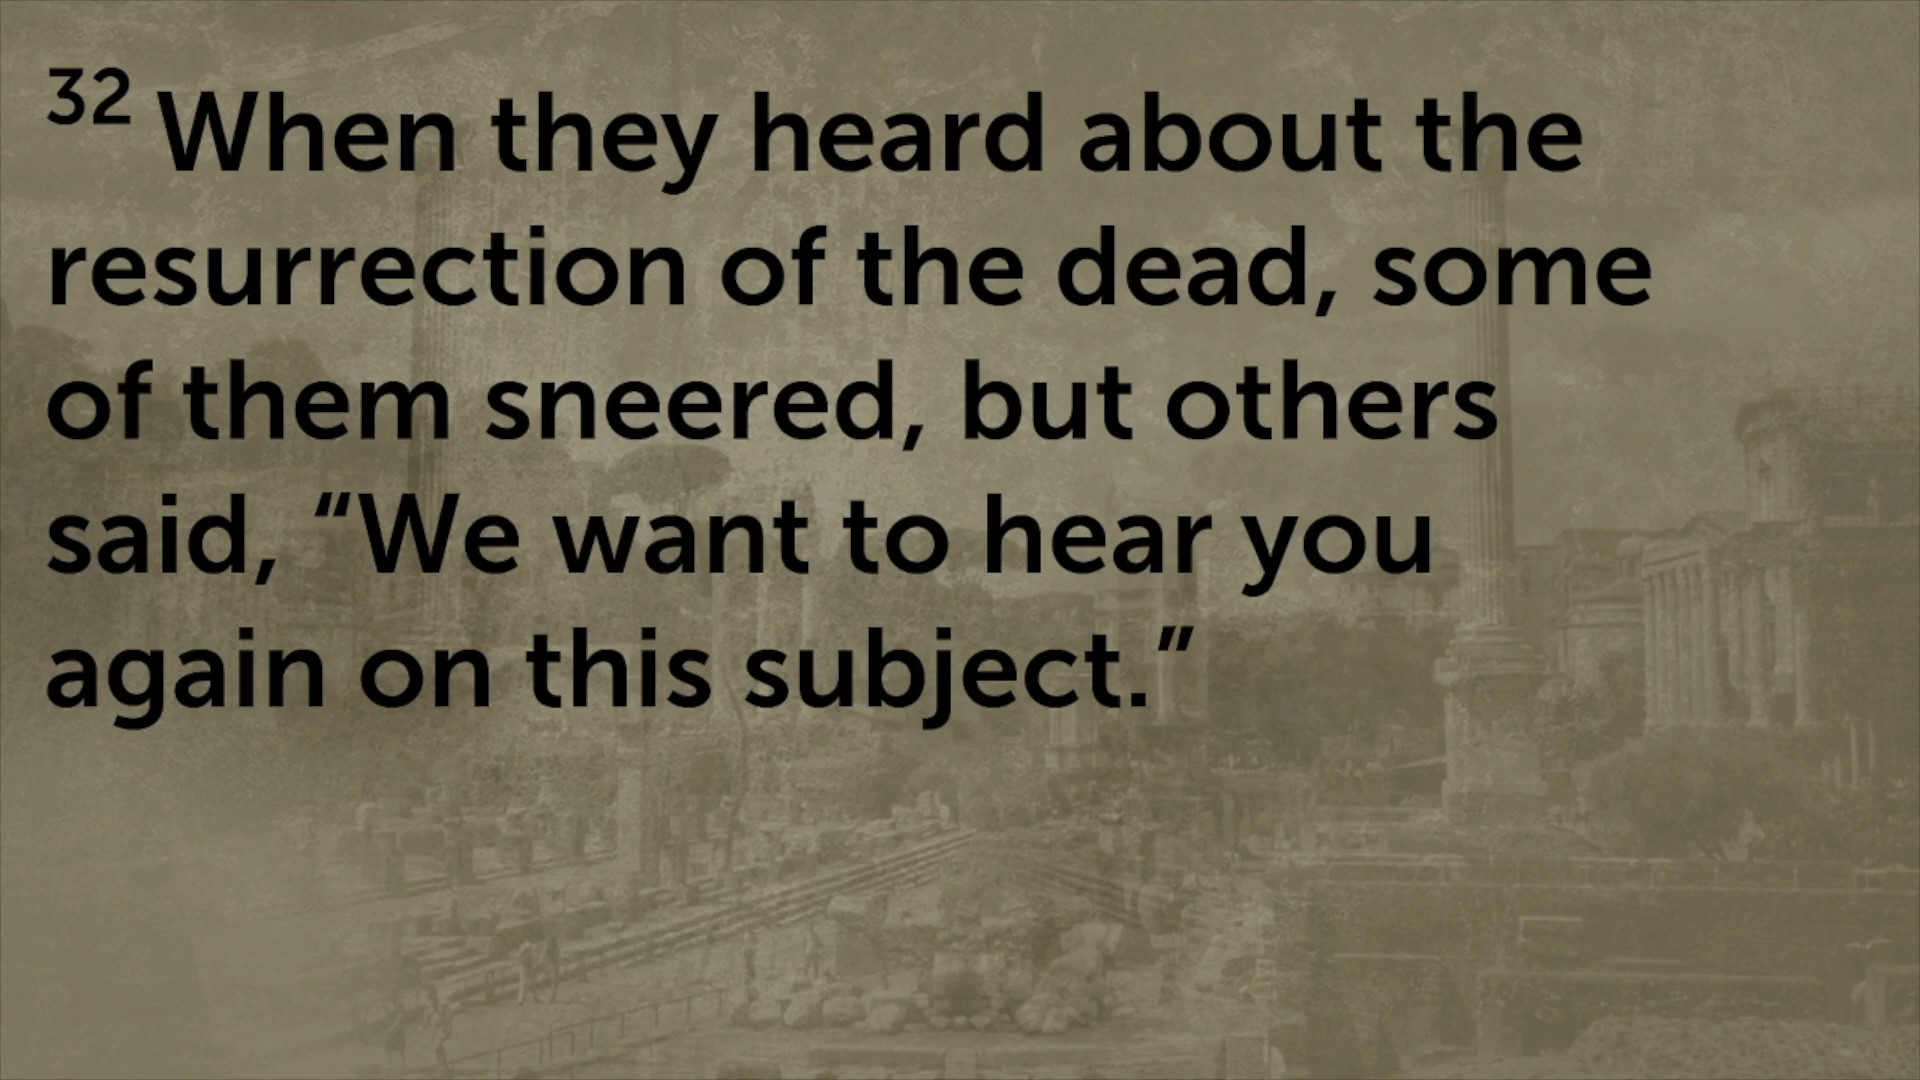 32 When they heard about the
resurrection of the dead, some
of them sneered, but others
said, “We want to hear you
again on this subject.”